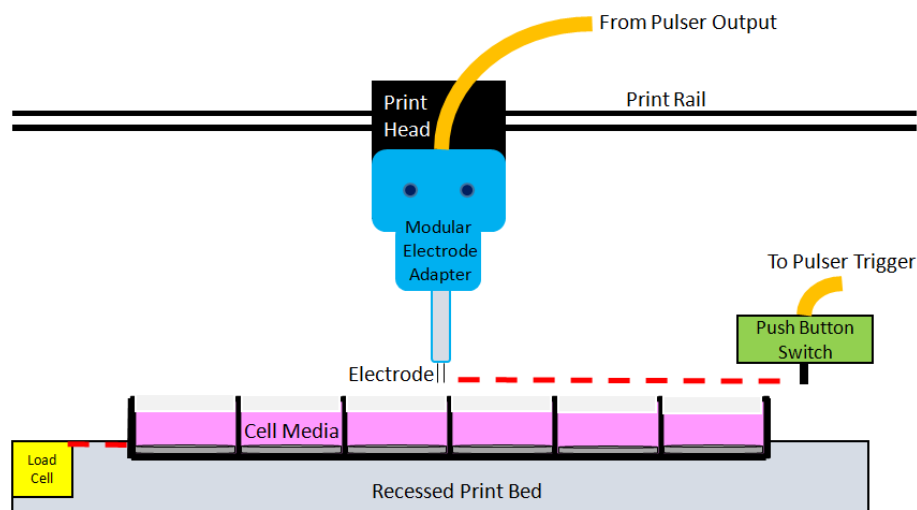 From Pulser Output
Print
Head
Print Rail
Modular
Electrode
Adapter
To Pulser Trigger
Push Button
Switch
Electrode
Cell Media
Load
Cell
Recessed Print Bed